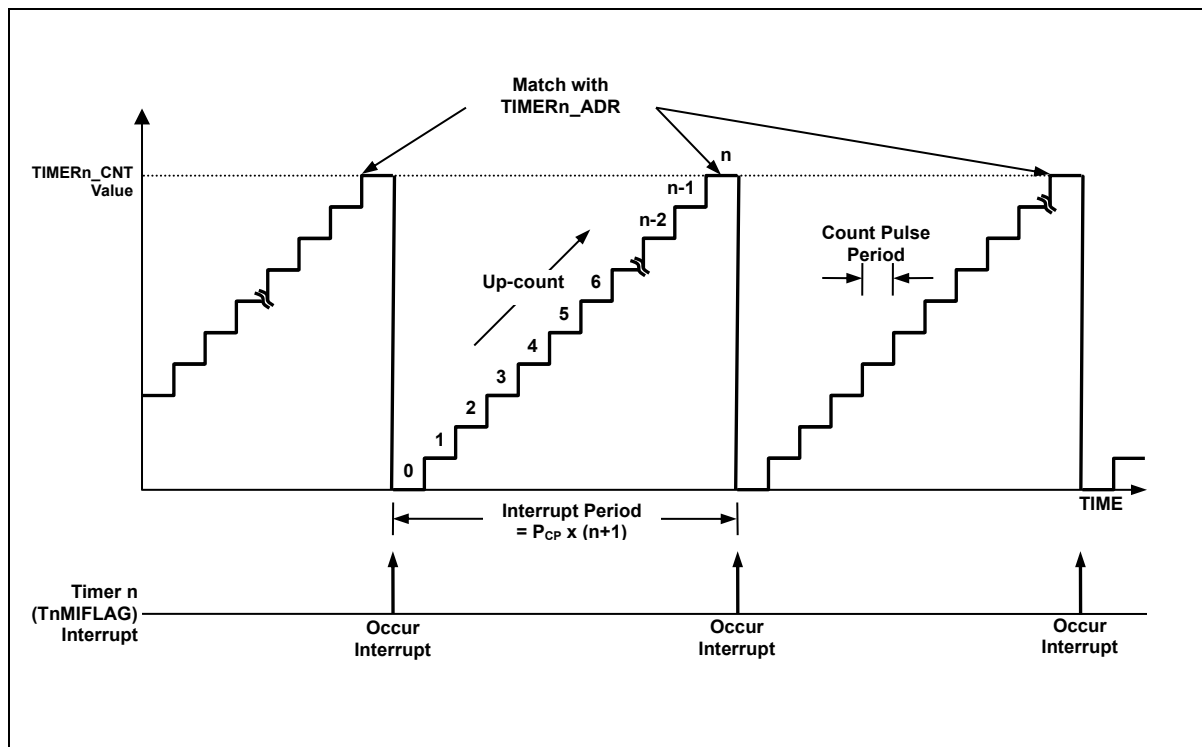 Match with
TIMERn_ADR
TIMERn_CNT
Value
n
n-1
n-2
Count Pulse
Period
Up-count
6
5
4
3
2
1
0
TIME
Interrupt Period
= PCP x (n+1)
Timer n
(TnMIFLAG)
Interrupt
Occur
Interrupt
Occur
Interrupt
Occur
Interrupt